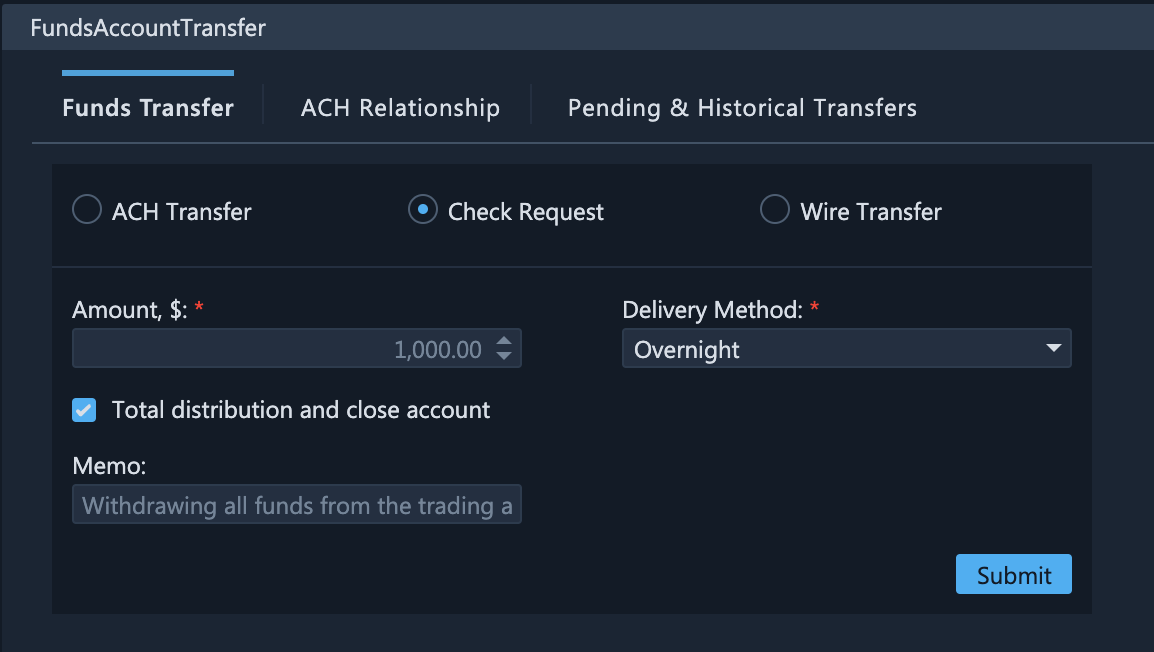 FundsAccountTransfer
Funds Transfer
ACH Relationship
Pending & Historical Transfers
ACH Transfer
Check Request
Wire Transfer
Amount, $: *
Delivery Method: *
1,000.00
Overnight
Total distribution and close account
Memo:
Withdrawing all funds from the trading a
Submit